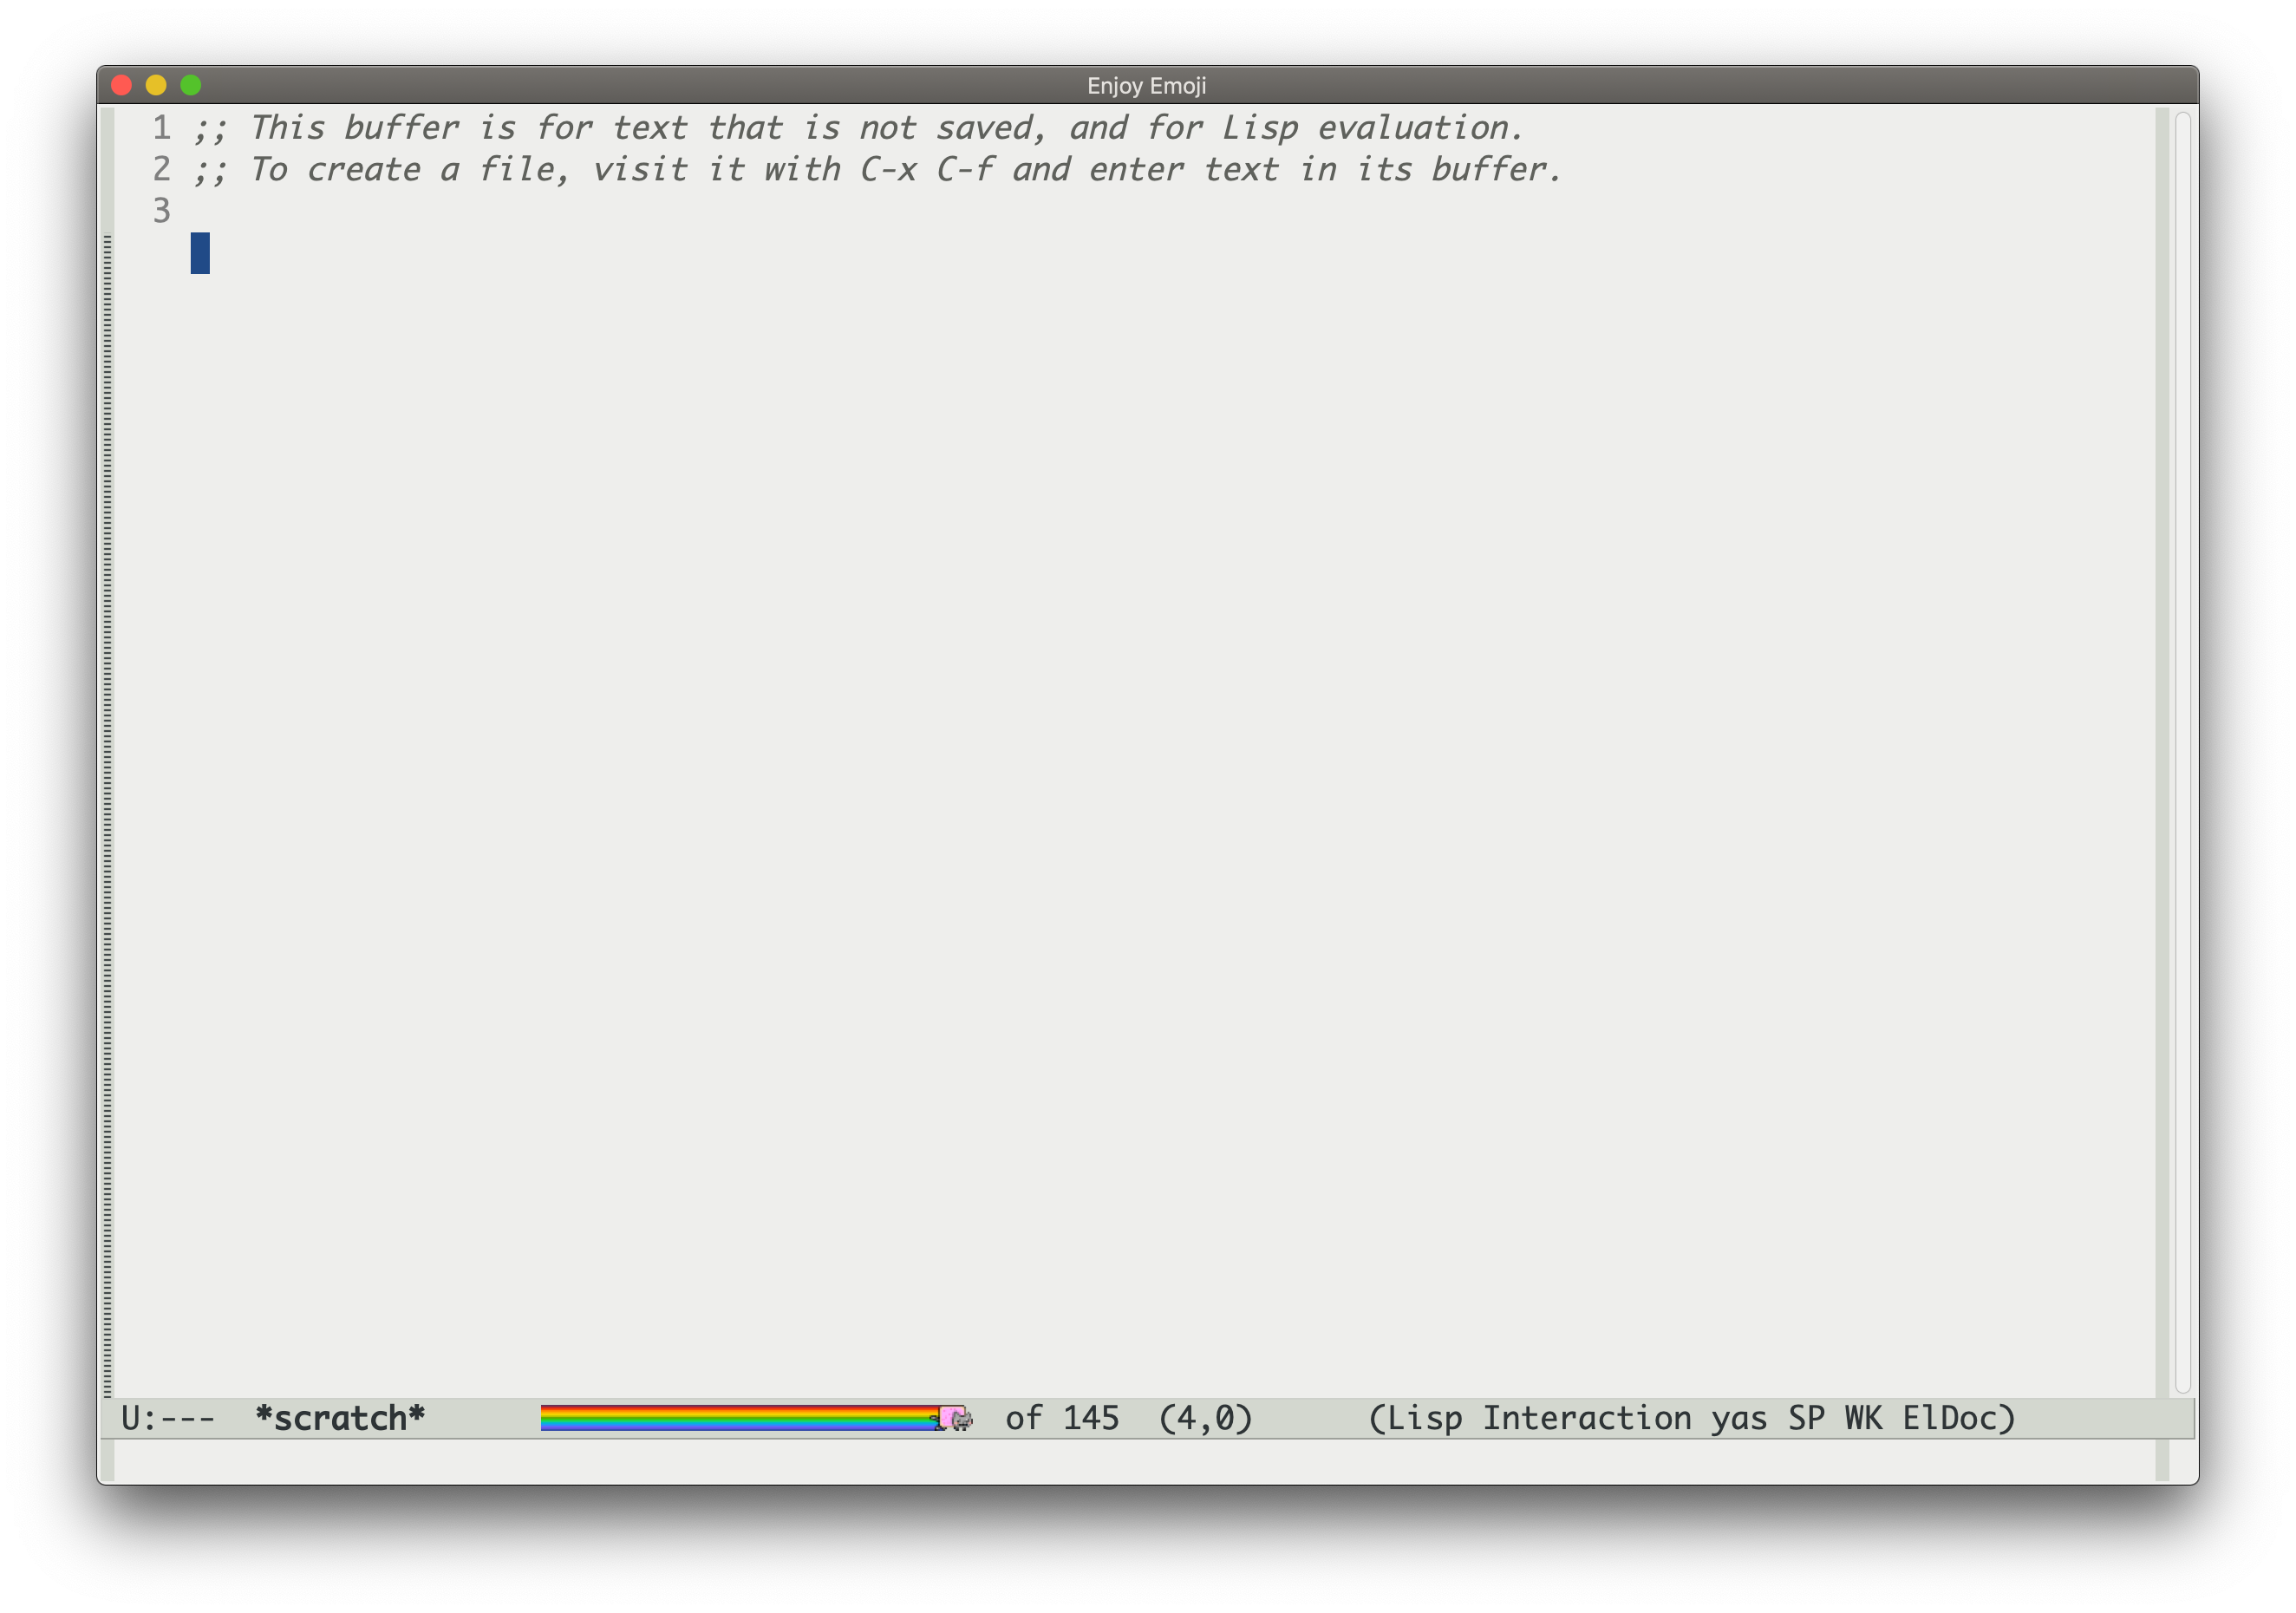 Enjoy Emoji
1 ;; This buffer is for text that is not saved, and for Lisp evaluation.
2 ;; To create a file, visit it with C-x C-f and enter text in its buffer.
3
U:--- *scratch* of 145 (4,0) (Lisp Interaction yas SP WK ElDoc)